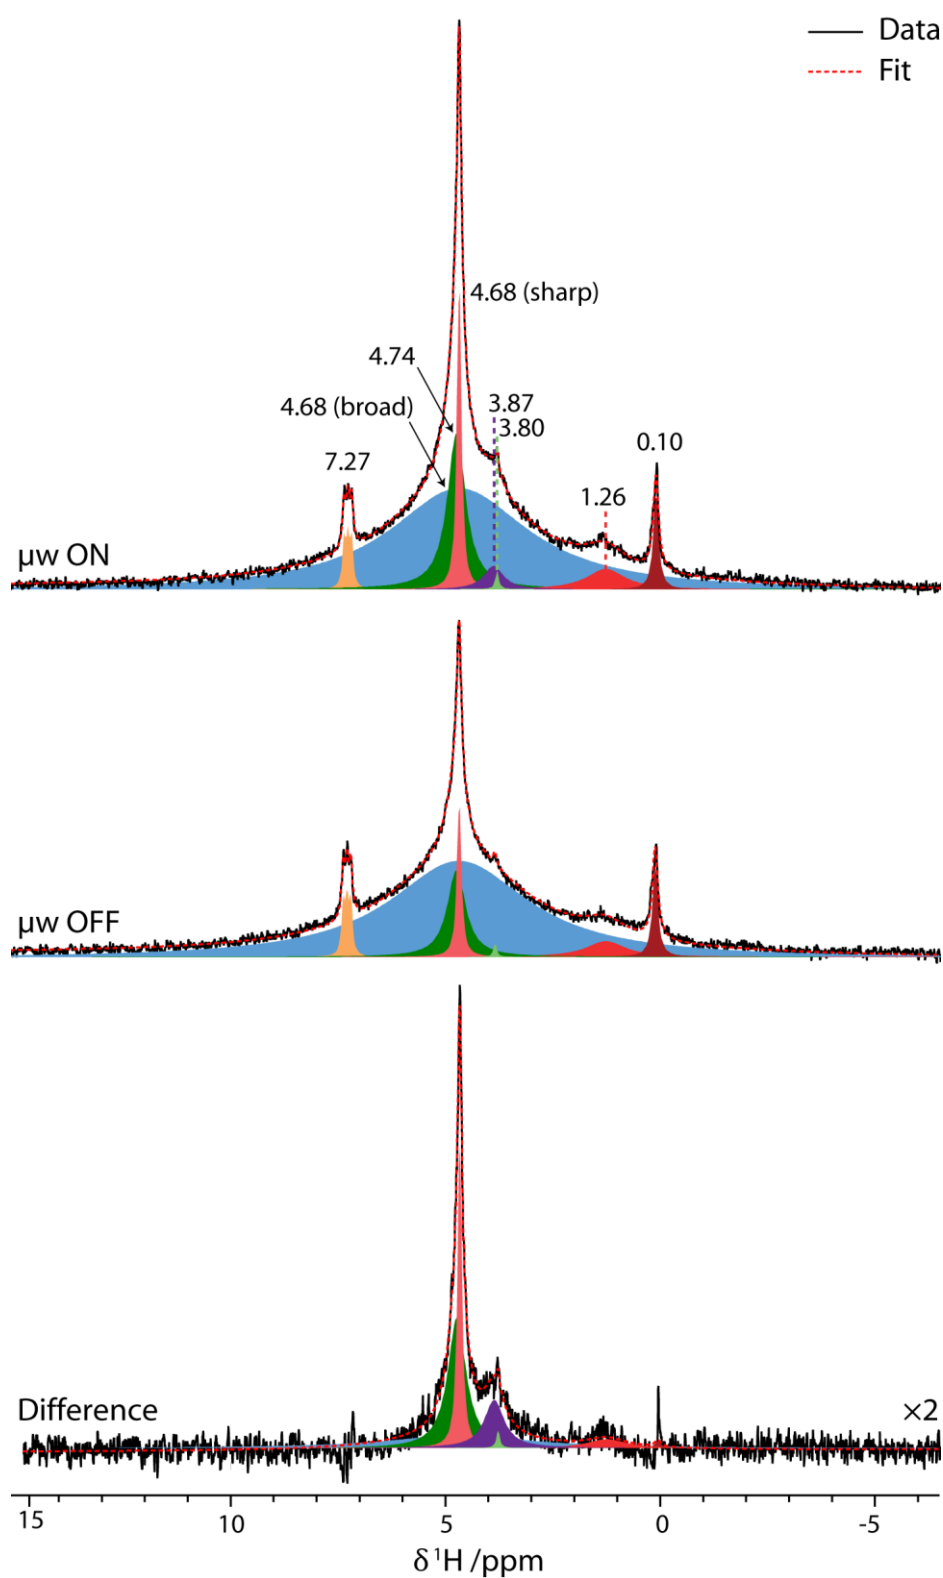 Data
Fit
4.68 (sharp)
4.74
4.68 (broad)
3.87
3.80
7.27
0.10
1.26
μw ON
μw OFF
Difference
×2
15 10 5 0 -5
δ ¹H /ppm